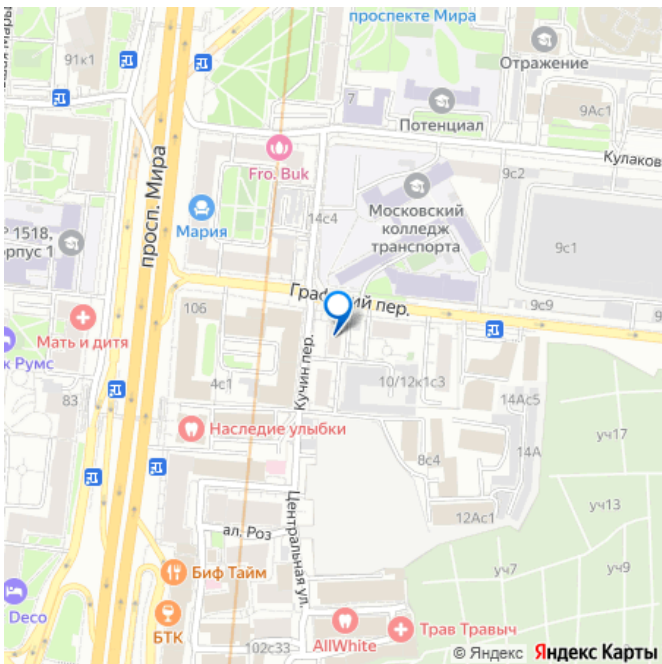 проспекте Мира
Отражение
91к1
7
Потенциал
9Ас1
Кулаков
просп. Мира
Fro. Buk
9с2
14с4
Мария
Московский
колледж
транспорта
1518,
орпус 1
9с1
Граф ий пер.
106
9с9
Мать и дитя
Румс
Кучин пер.
4с1
10/12к1с3
83
14Ас5
Наследие улыбки
уч17
8с4
14А
Центральная ул.
уч13
12Ас1
ал. Роз
Биф Тайм
уч7
уч9
Deco
БТК
AllWhite
Трав Травыч
102с33
© Яндекс Яндекс Карты